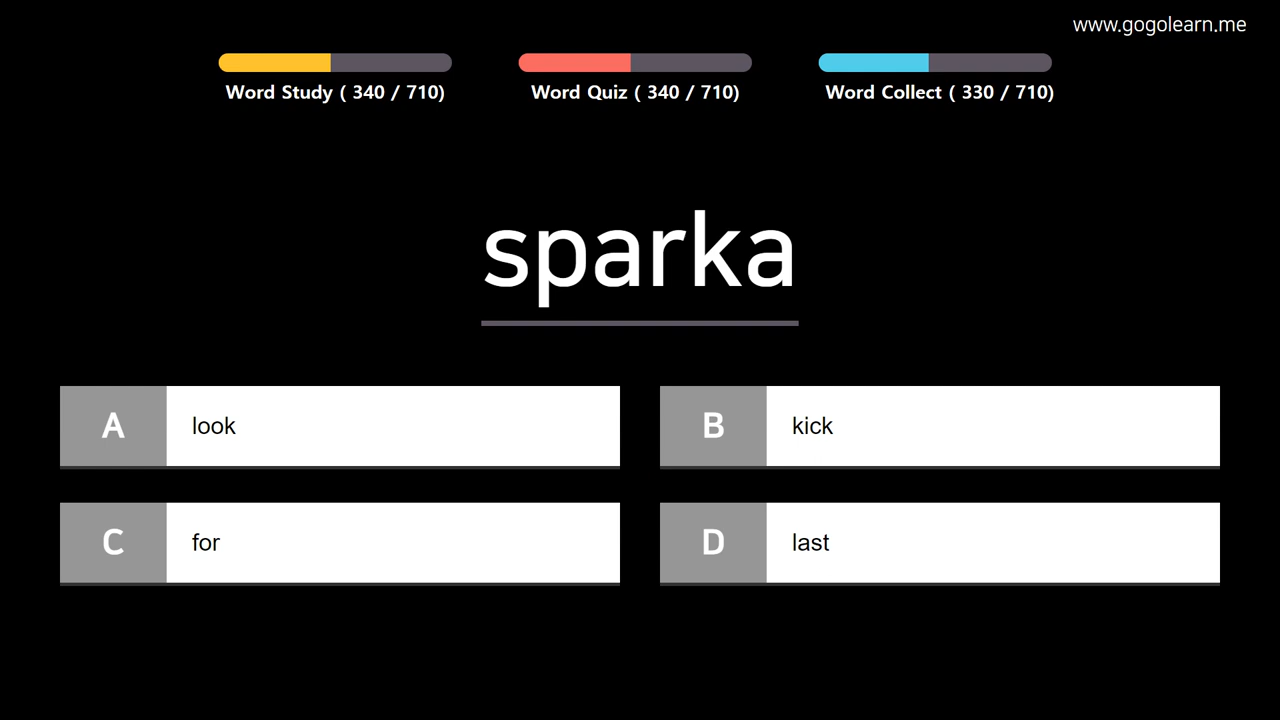 www.gogolearn.me
Word Study ( 340 / 710)
Word Quiz ( 340 / 710)
Word Collect ( 330 / 710)
sparka
A look
B kick
C for
D last